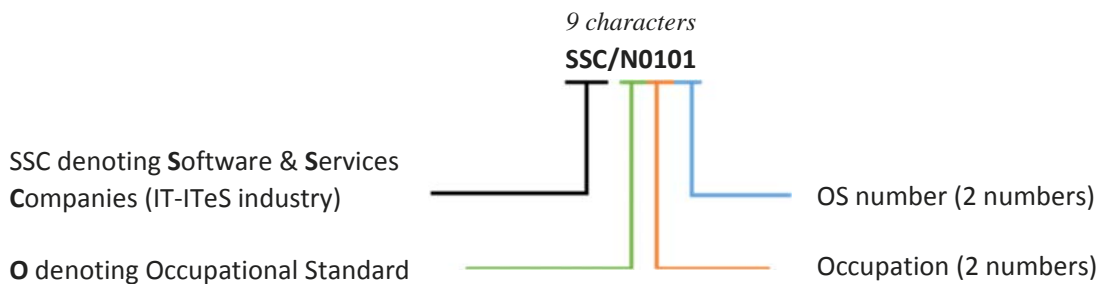 9 characters
SSC/N0101
SSC denoting Software & Services
Companies (IT-ITeS industry)
OS number (2 numbers)
O denoting Occupational Standard
Occupation (2 numbers)